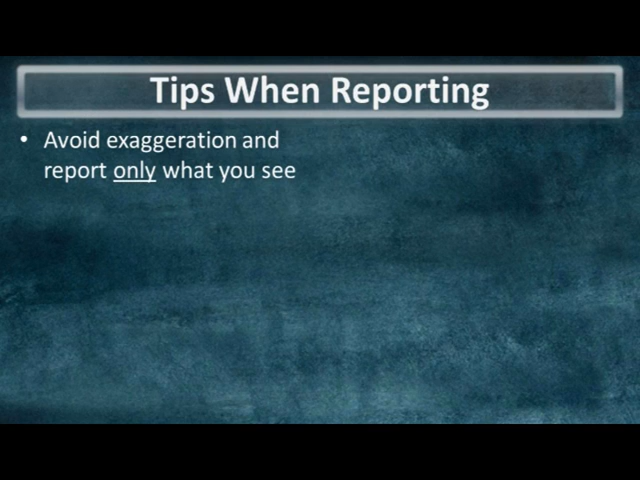 Tips When Reporting
• Avoid exaggeration and
report only what you see